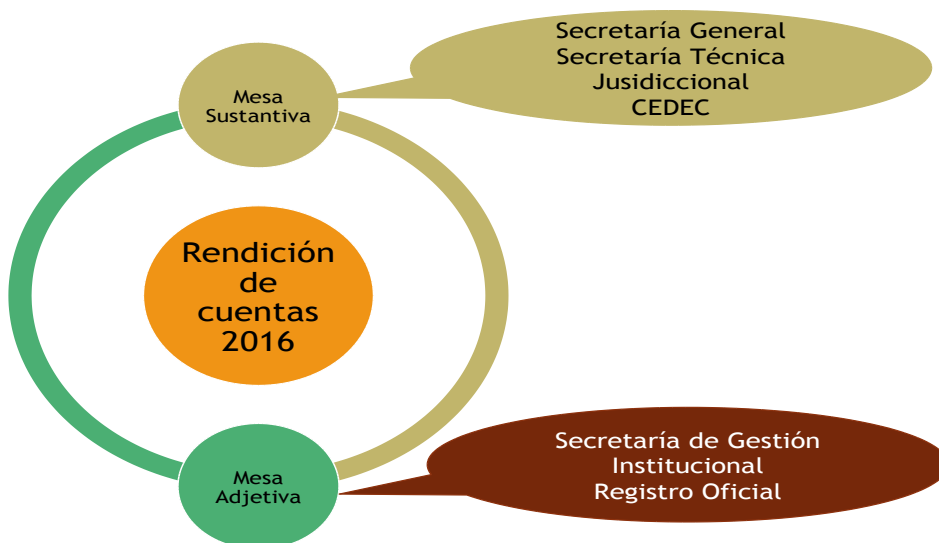 Secretaría General
Secretaría Técnica
Jusidiccional
CEDEC
Mesa
Sustantiva
Rendición
de
cuentas
2016
Secretaría de Gestión
Institucional
Registro Oficial
Mesa
Adjetiva